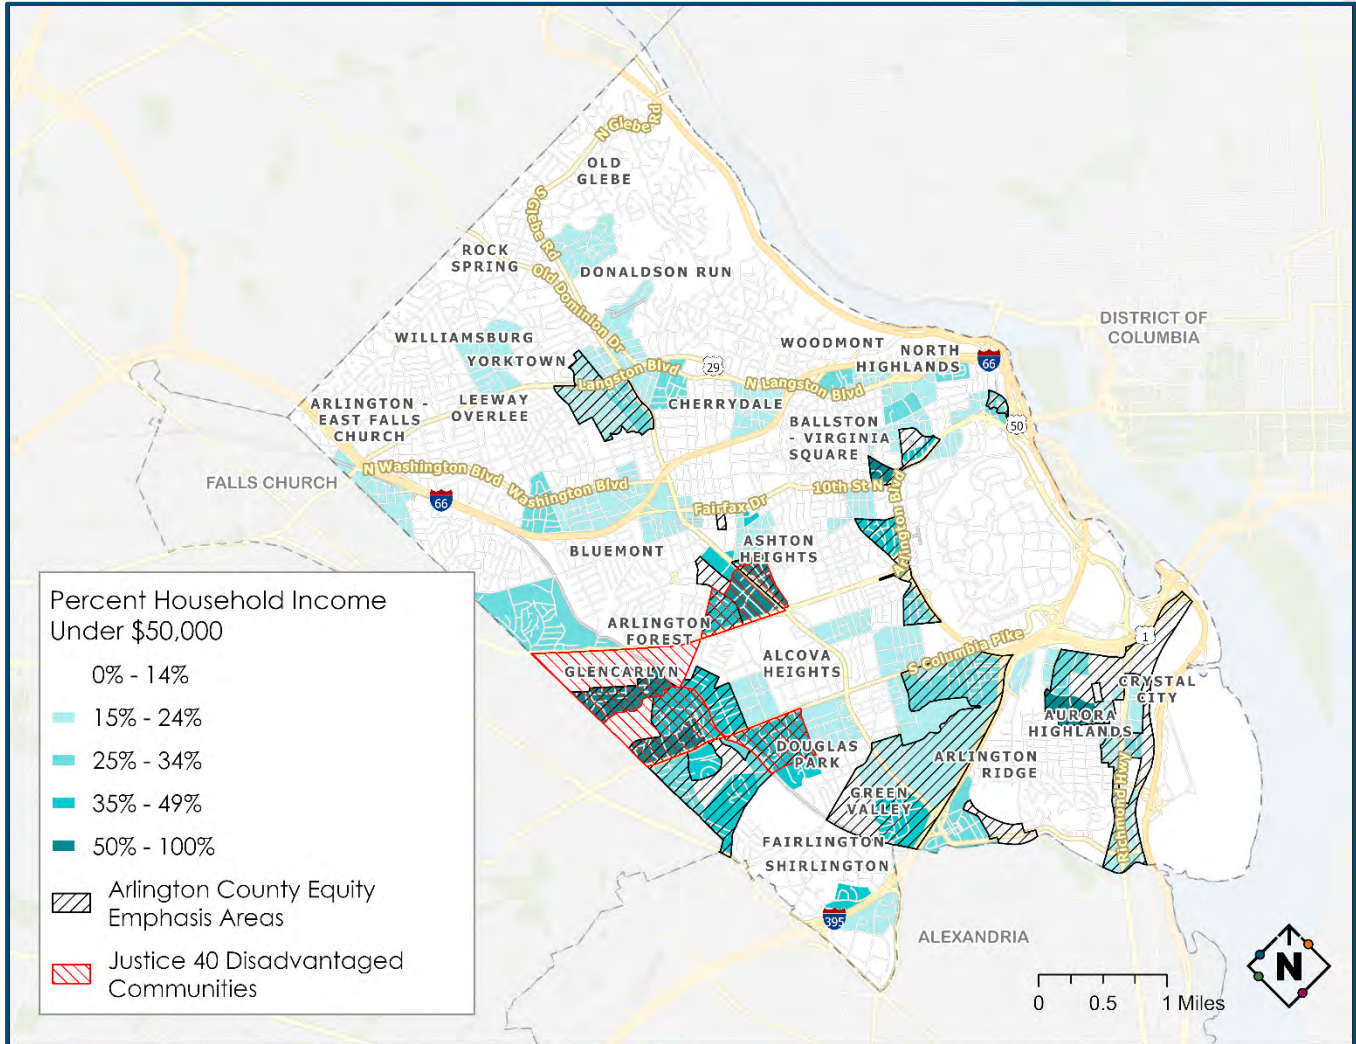 N Glebe Rd
OLD
GLEBE
S Glebe Rd
ROCK
SPRING
Old Dominion Dr
DONALDSON RUN
DISTRICT OF
COLUMBIA
WILLIAMSBURG
WOODMONT
NORTH
HIGHLANDS
66
YORKTOWN
Langston Blvd
29
N Langston Blvd
LEEWAY
OVERLEE
CHERRYDALE
ARLINGTON -
EAST FALLS
CHURCH
BALLSTON
- VIRGINIA
SQUARE
50
N Washington Blvd
Washington Blvd
FALLS CHURCH
66
10th St N
Fairfax Dr
Arlington Blvd
BLUEMONT
ASHTON
HEIGHTS
ARLINGTON
FOREST
S Columbia Pike
1
GLENCARLYN
ALCOVA
HEIGHTS
CRYSTAL
CITY
AURORA
HIGHLANDS
DOUGLAS
PARK
ARLINGTON
RIDGE
GREEN
VALLEY
Richmond Hwy
FAIRLINGTON
SHIRLINGTON
395
ALEXANDRIA
Percent Household Income
Under $50,000
0% - 14%
15% - 24%
25% - 34%
35% - 49%
50% - 100%
Arlington County Equity
Emphasis Areas
Justice 40 Disadvantaged
Communities
N
0 0.5 1 Miles